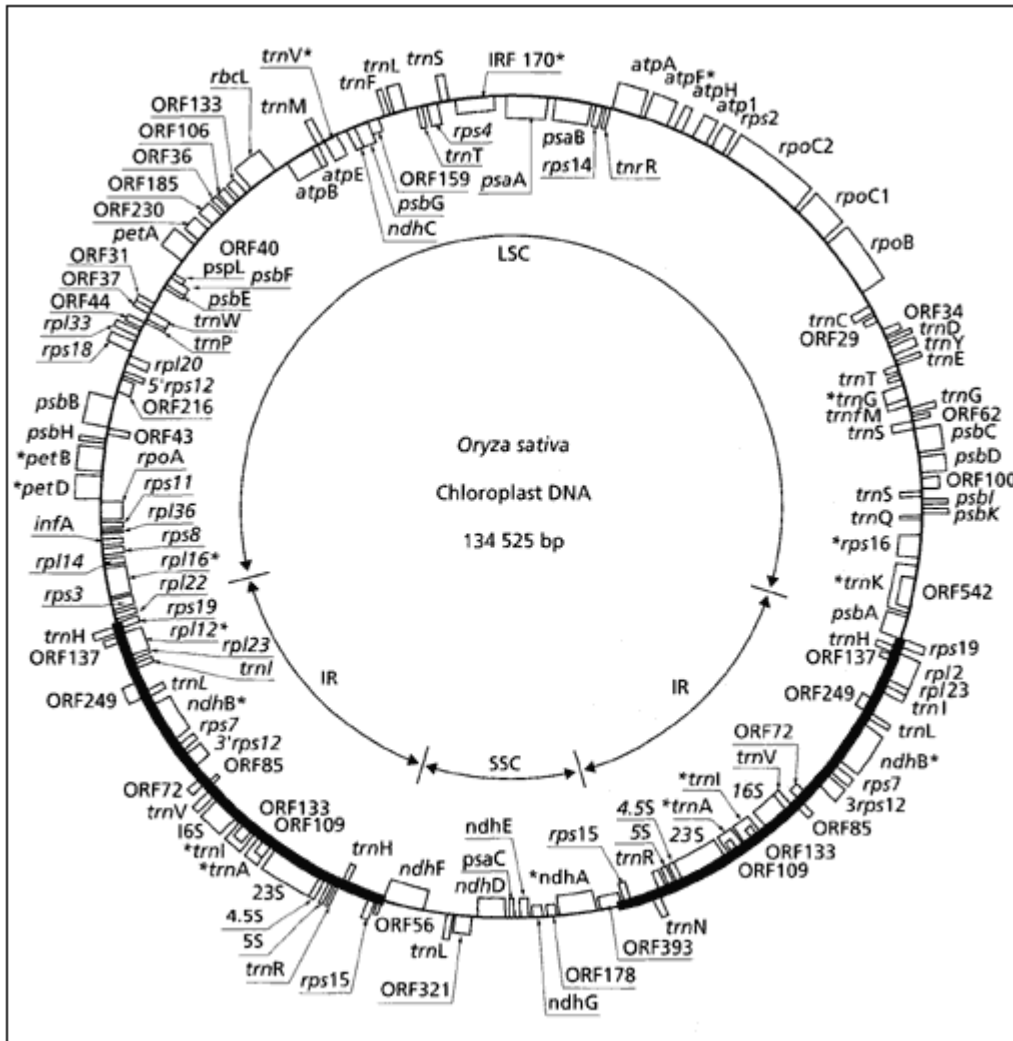 trnV*
trnL
trnF
trnS
IRF 170*
rps4
trnT
ORF159
psbG
ndhC
psaA
psaB
rps14
tnrR
atpA
atpF*
atpH
atp1
rps2
rpoC2
rpoC1
rpoB
trnC
ORF29
ORF34
trnD
trnY
trnE
trnT
*trnG
trnfM
trnS
trnG
ORF62
psbC
psbD
ORF100
trnS
psbI
psbK
trnQ
*rps16
*trnK
ORF542
psbA
trnH
ORF137
rps19
rpl2
rpl23
trnI
ORF249
trnL
ndhB*
rps7
3rps12
ORF85
ORF72
trnV
16S
*trnI
*trnA
ORF133
ORF109
23S
4.5S
5S
trnR
trnN
rps15
ORF393
*ndhA
ORF178
ndhG
ndhE
psaC
ndhD
ORF321
trnL
ndhF
ORF56
trnH
rps15
trnR
5S
4.5S
23S
ORF133
ORF109
*trnA
*trnI
I6S
trnV
ORF72
ORF85
3'rps12
rps7
ndhB*
trnL
ORF249
trnI
rpl23
rpl12*
ORF137
trnH
rps19
rpl22
rps3
rpl16*
rpl14
rps8
infA
rpl36
rps11
rpoA
*petD
*petB
psbH
ORF43
psbB
ORF216
5'rps12
rpl20
rps18
rpl33
ORF44
ORF37
ORF31
trnP
trnW
psbE
psbF
pspL
ORF40
petA
ORF230
ORF185
ORF36
ORF106
ORF133
rbcL
trnM
atpB
atpE
LSC
Oryza sativa
Chloroplast DNA
134 525 bp
IR
IR
SSC